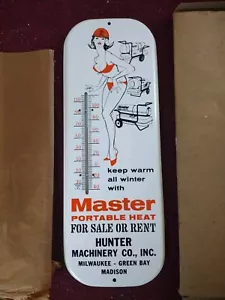 keep warm
all winter
with
Master
PORTABLE HEAT
FOR SALE OR RENT
HUNTER
MACHINERY CO., INC.
MILWAUKEE - GREEN BAY
MADISON